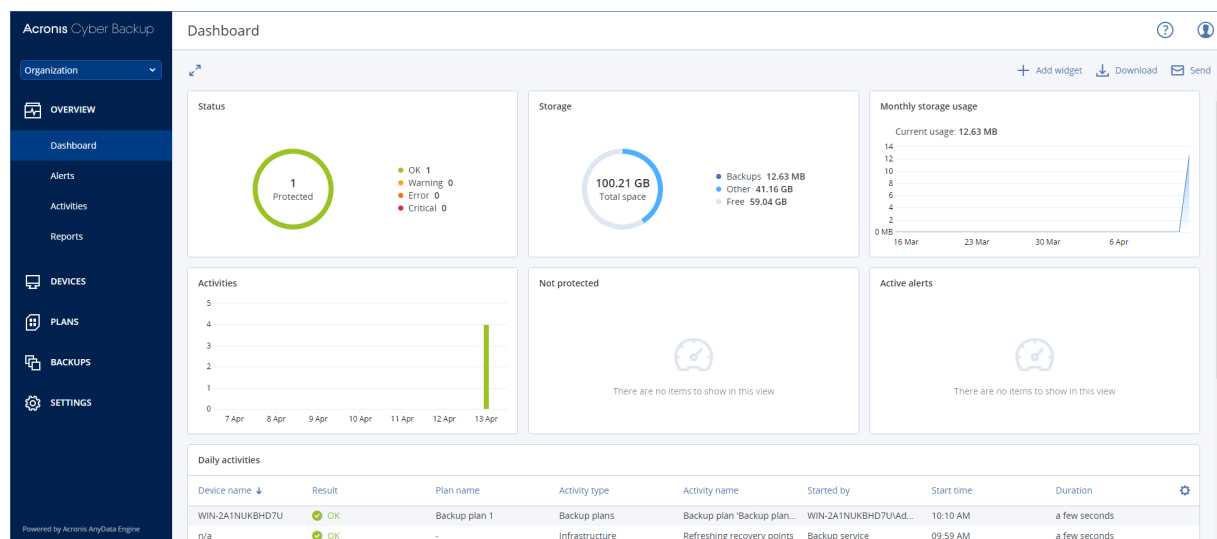 Acronis Cyber Backup
Dashboard
Organization
Add widget Download Send
OVERVIEW
Dashboard
Alerts
Activities
Reports
DEVICES
PLANS
BACKUPS
SETTINGS
Powered by Acronis AnyData Engine
Status
1
Protected
OK 1
Warning 0
Error 0
Critical 0
Storage
100.21 GB
Total space
Backups 12.63 MB
Other 41.16 GB
Free 59.04 GB
Monthly storage usage
Current usage: 12.63 MB
14
12
10
8
6
4
2
0 MB
16 Mar 23 Mar 30 Mar 6 Apr
Activities
5
4
3
2
1
0
7 Apr 8 Apr 9 Apr 10 Apr 11 Apr 12 Apr 13 Apr
Not protected
There are no items to show in this view
Active alerts
There are no items to show in this view
Daily activities
Device name Result Plan name Activity type Activity name Started by Start time Duration
WIN-2A1NUKBHD7U OK Backup plan 1 Backup plans Backup plan 'Backup plan... WIN-2A1NUKBHD7U\Ad... 10:10 AM a few seconds
n/a OK - Infrastructure Refreshing recovery points Backup service 09:59 AM a few seconds